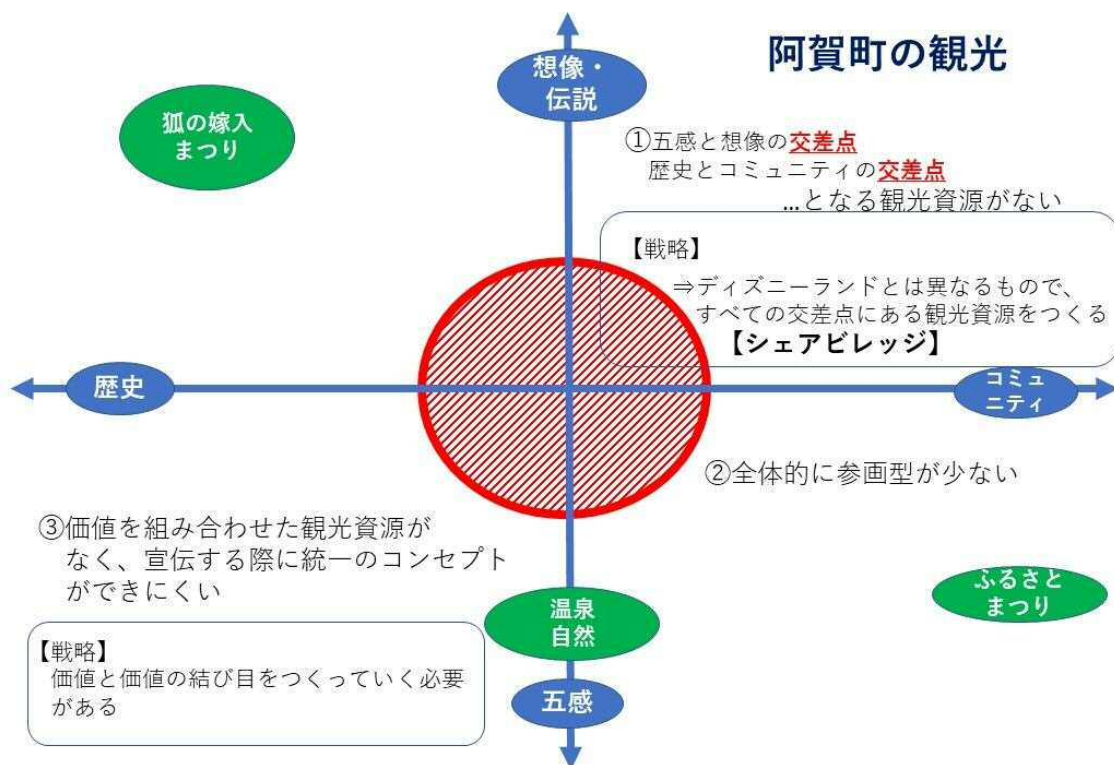 阿賀町の観光
想像・
伝説
狐の嫁入
まつり
①五感と想像の交差点
歴史とコミュニティの交差点
…となる観光資源がない
【戦略】
⇒ディズニーランドとは異なるもので、
すべての交差点にある観光資源をつくる
【シェアビレッジ】
歴史
コミュ
ニティ
②全体的に参画型が少ない
③価値を組み合わせた観光資源が
なく、宣伝する際に統一のコンセプト
ができにくい
ふるさと
まつり
温泉
自然
【戦略】
価値と価値の結び目をつくっていく必要
がある
五感